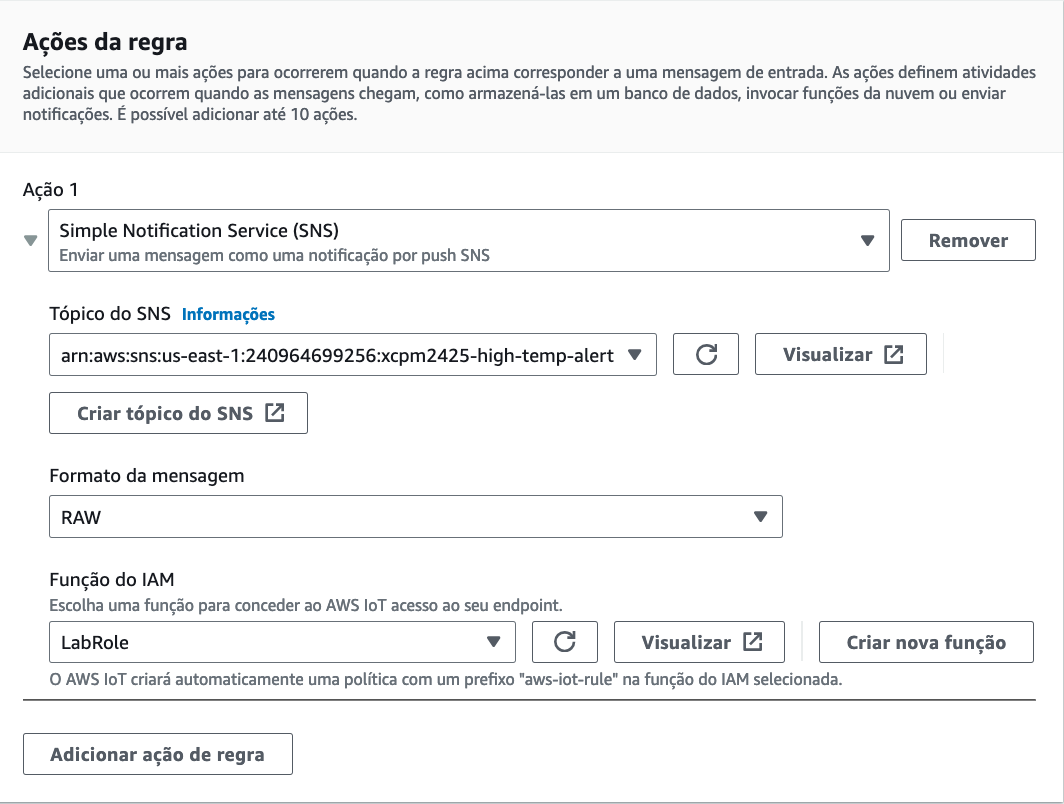 Ações da regra
Selecione uma ou mais ações para ocorrerem quando a regra acima corresponder a uma mensagem de entrada. As ações definem atividades
adicionais que ocorrem quando as mensagens chegam, como armazená-las em um banco de dados, invocar funções da nuvem ou enviar
notificações. É possível adicionar até 10 ações.
Ação 1
Simple Notification Service (SNS)
Enviar uma mensagem como uma notificação por push SNS
Remover
Tópico do SNS Informações
arn:aws:sns:us-east-1:240964699256:xcpm2425-high-temp-alert
Visualizar
Criar tópico do SNS
Formato da mensagem
RAW
Função do IAM
Escolha uma função para conceder ao AWS IoT acesso ao seu endpoint.
LabRole
Visualizar
Criar nova função
O AWS IoT criará automaticamente uma política com um prefixo "aws-iot-rule" na função do IAM selecionada.
Adicionar ação de regra